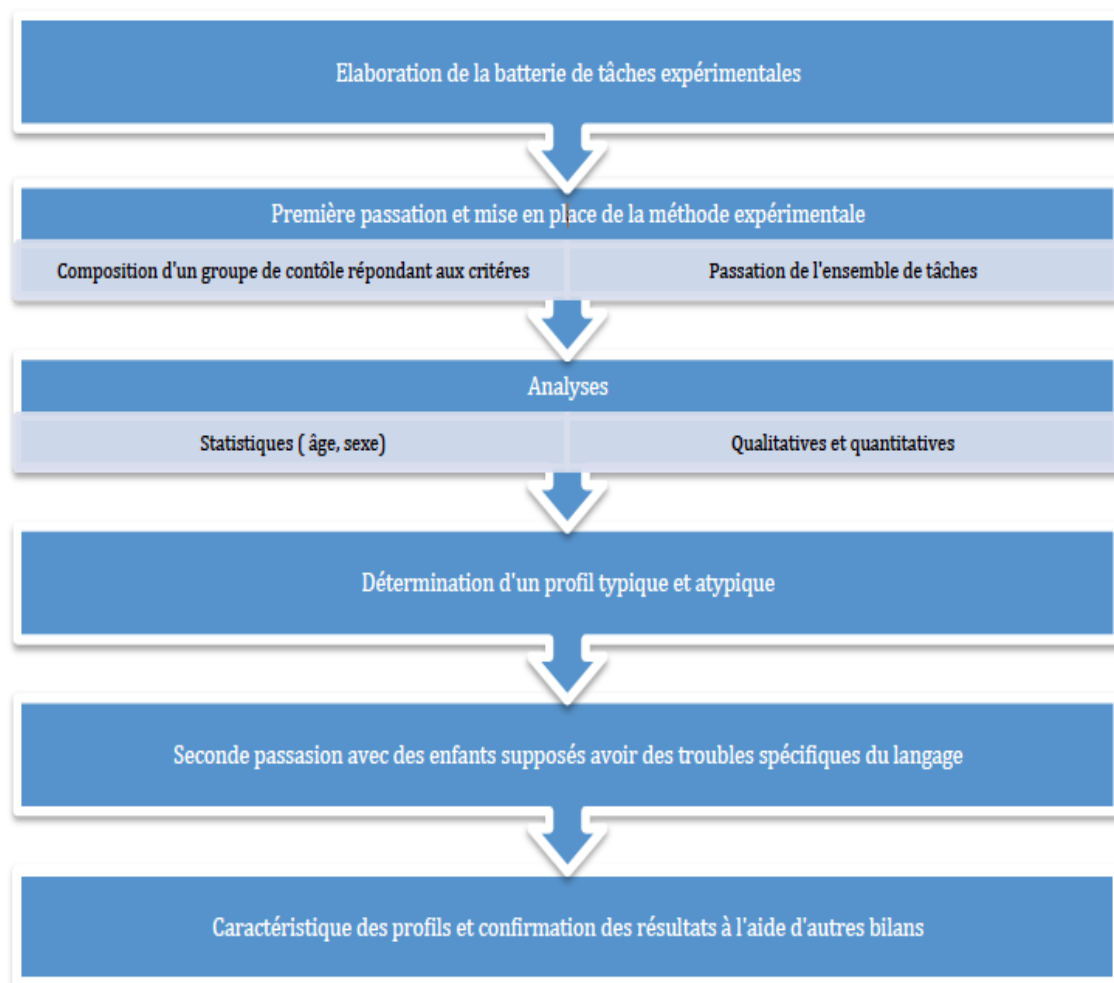 Elaboration de la batterie de tâches expérimentales
Première passation et mise en place de la méthode expérimentale
Composition d'un groupe de contôle répondant aux critéres
Passation de l'ensemble de tâches
Analyses
Statistiques ( âge, sexe)
Qualitatives et quantitatives
Détermination d'un profil typique et atypique
Seconde passasion avec des enfants supposés avoir des troubles spécifiques du langage
Caractéristique des profils et confirmation des résultats à l'aide d'autres bilans